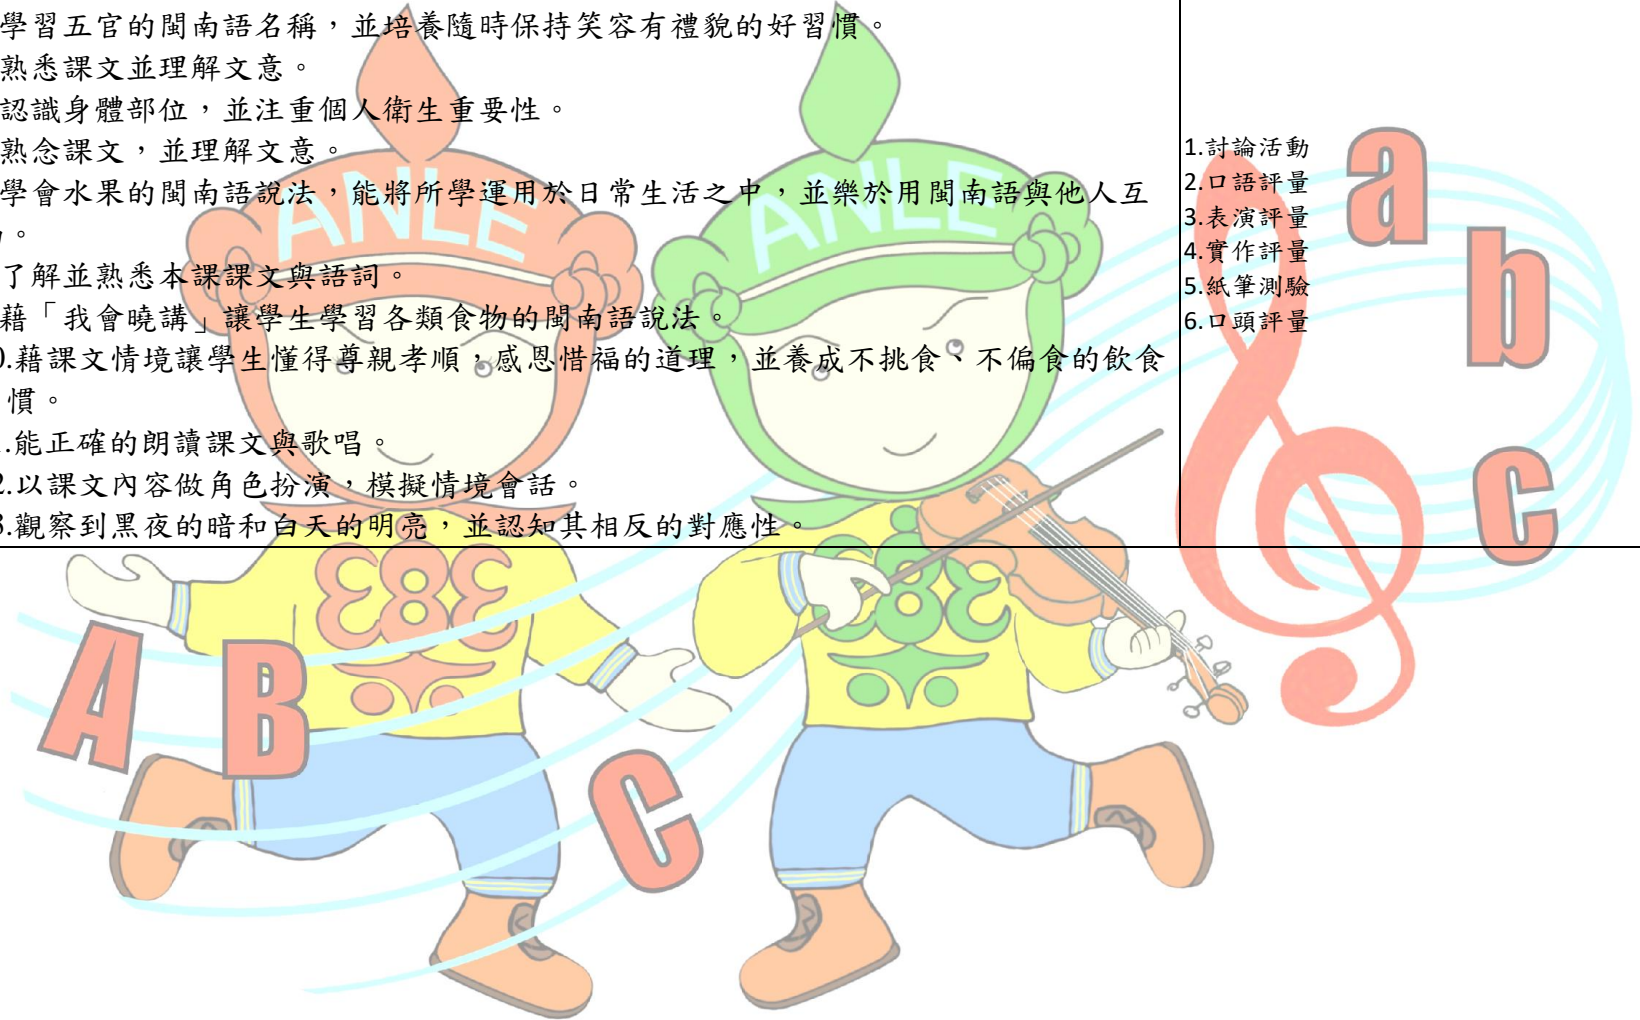 學習五官的閩南語名稱，並培養隨時保持笑容有禮貌的好習慣。
熟悉課文並理解文意。
認識身體部位，並注重個人衛生重要性。
熟念課文，並理解文意。
學會水果的閩南語說法，能將所學運用於日常生活之中，並樂於用閩南語與他人互
。
了解並熟悉本課課文與語詞。
藉「我會曉講」讓學生學習各類食物的閩南語說法。
0.藉課文情境讓學生懂得尊親孝順，感恩惜福的道理，並養成不挑食、不偏食的飲食
慣。
.能正確的朗讀課文與歌唱。
2.以課文內容做角色扮演，模擬情境會話。
3.觀察到黑夜的暗和白天的明亮，並認知其相反的對應性。
1.討論活動
2.口語評量
3.表演評量
4.實作評量
5.紙筆測驗
6.口頭評量
ANLE
ANLE
a
b
c
A
B
C